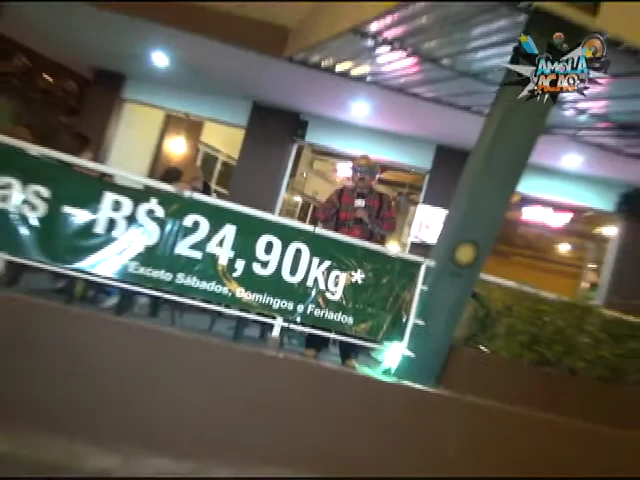 AMOLA
AÇÃO
as - R$ 24,90Kg*
Exceto Sábados, Domingos e Feriados